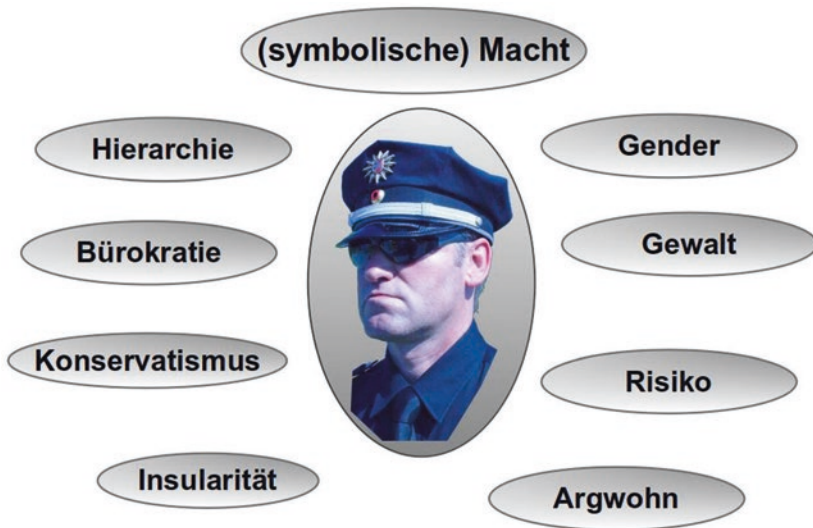 (symbolische) Macht
Hierarchie
Gender
Bürokratie
Gewalt
Konservatismus
Risiko
Insularität
Argwohn